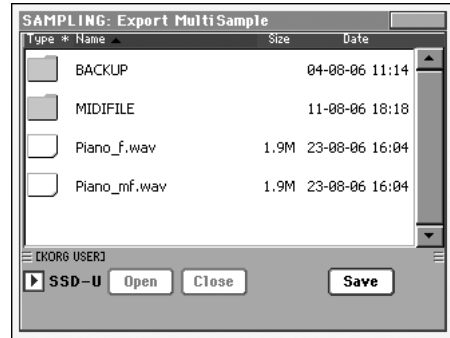 SAMPLING: Export MultiSample
Type * Name Size Date
BACKUP 04-08-06 11:14
MIDIFILE 11-08-06 18:18
Piano_f.wav 1.9M 23-08-06 16:04
Piano_mf.wav 1.9M 23-08-06 16:04
[KORG USER]
SSD-U Open Close Save